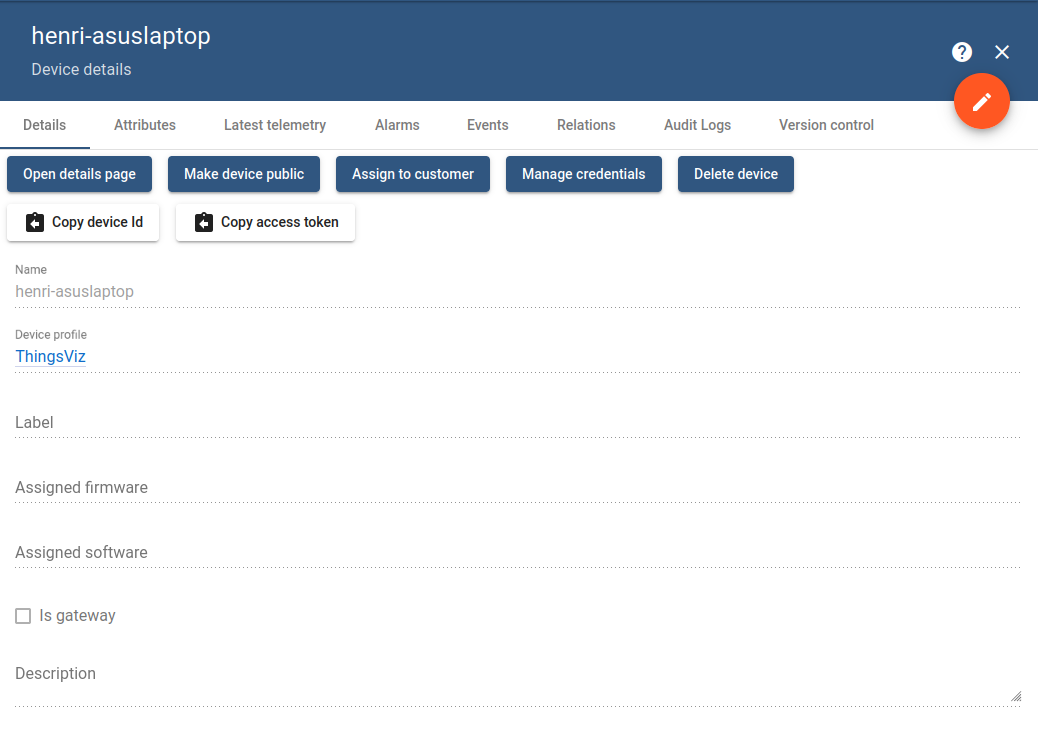 henri-asuslaptop
Device details
?
Details Attributes Latest telemetry Alarms Events Relations Audit Logs Version control
Open details page Make device public Assign to customer Manage credentials Delete device
Copy device Id Copy access token
Name
henri-asuslaptop
Device profile
ThingsViz
Label
Assigned firmware
Assigned software
Is gateway
Description